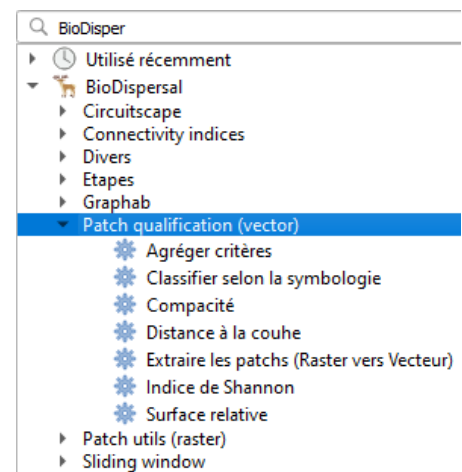 BioDisper
Utilisé récemment
BioDispersal
Circuitscape
Connectivity indices
Divers
Etapes
Graphab
Patch qualification (vector)
Agréger critères
Classifier selon la symbologie
Compacité
Distance à la couhe
Extraire les patchs (Raster vers Vecteur)
Indice de Shannon
Surface relative
Patch utils (raster)
Sliding window